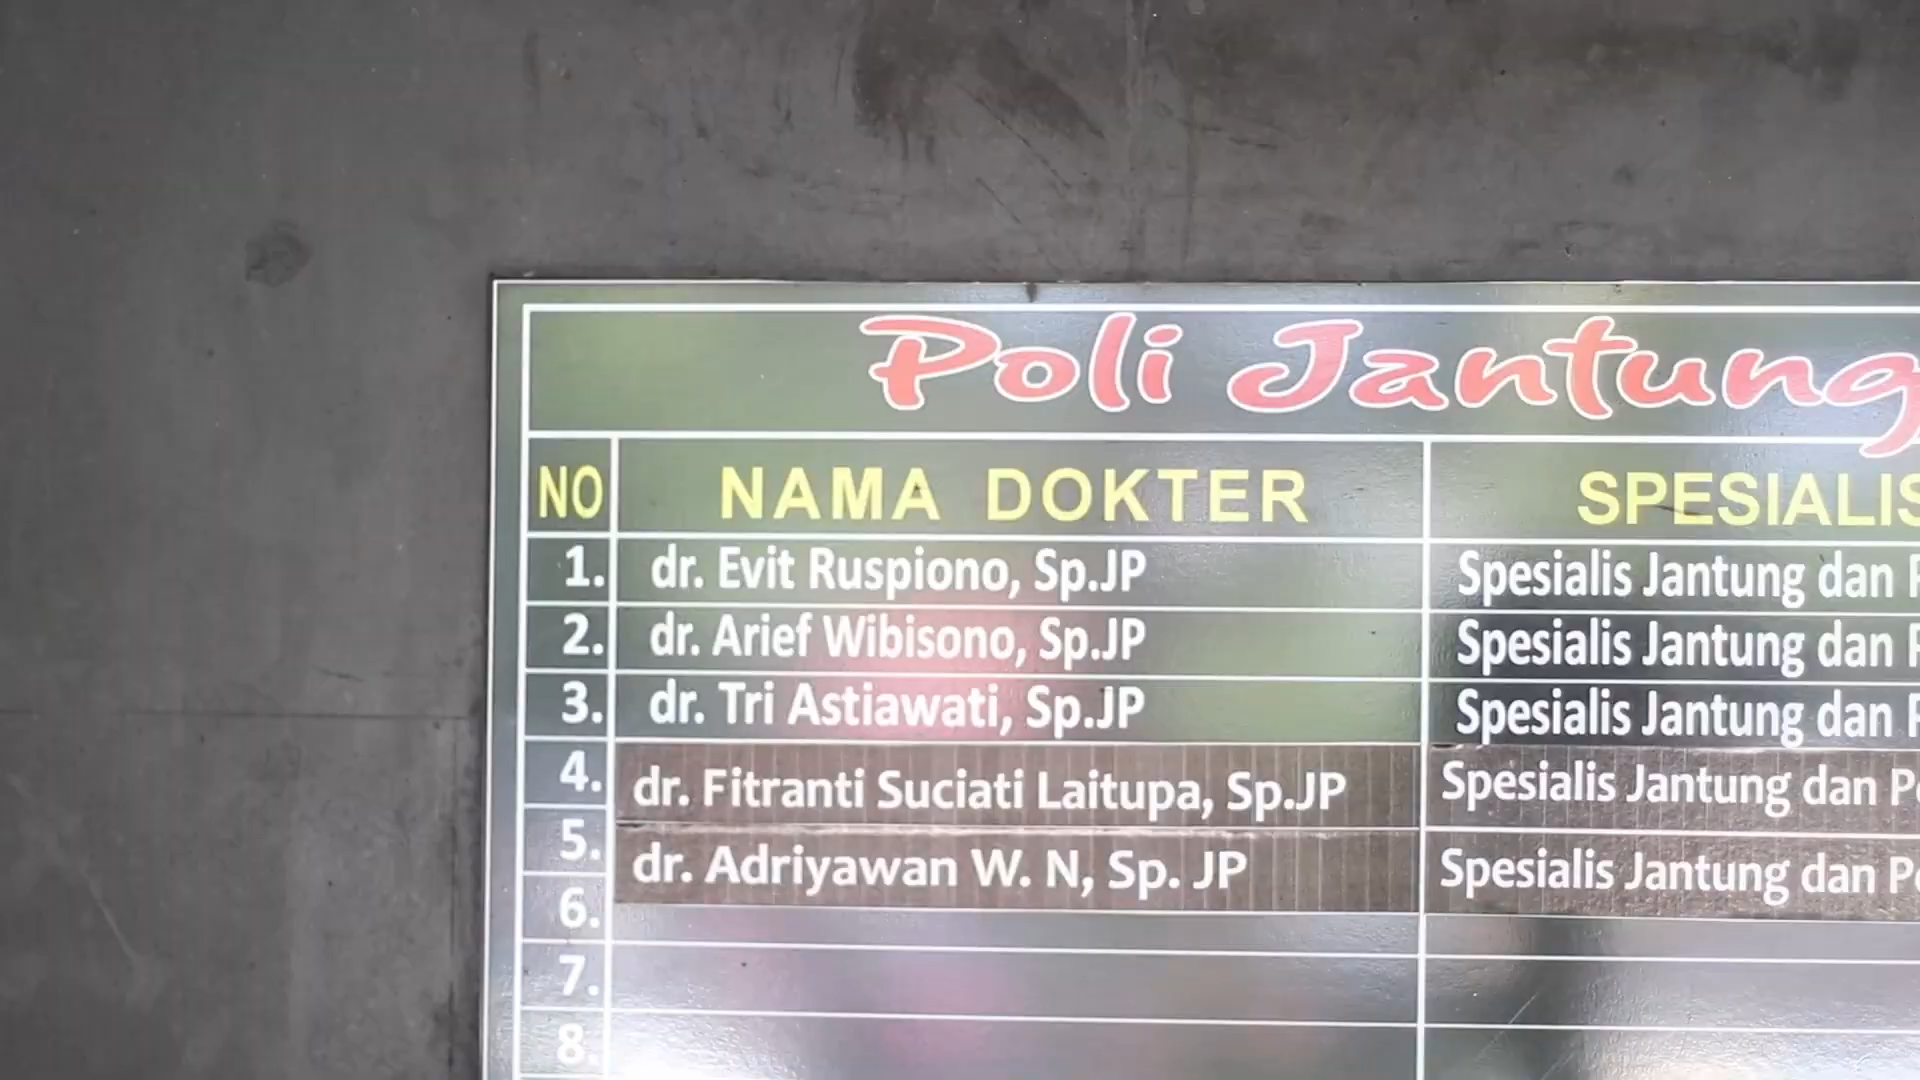 Poli Jantung
NO NAMA DOKTER SPESIALIS
1. dr. Evit Ruspiono, Sp.JP Spesialis Jantung dan P
2. dr. Arief Wibisono, Sp.JP Spesialis Jantung dan P
3. dr. Tri Astiawati, Sp.JP Spesialis Jantung dan P
4. dr. Fitranti Suciati Laitupa, Sp.JP Spesialis Jantung dan Pe
5. dr. Adriyawan W. N, Sp. JP Spesialis Jantung dan Pe
6.
7.
8.